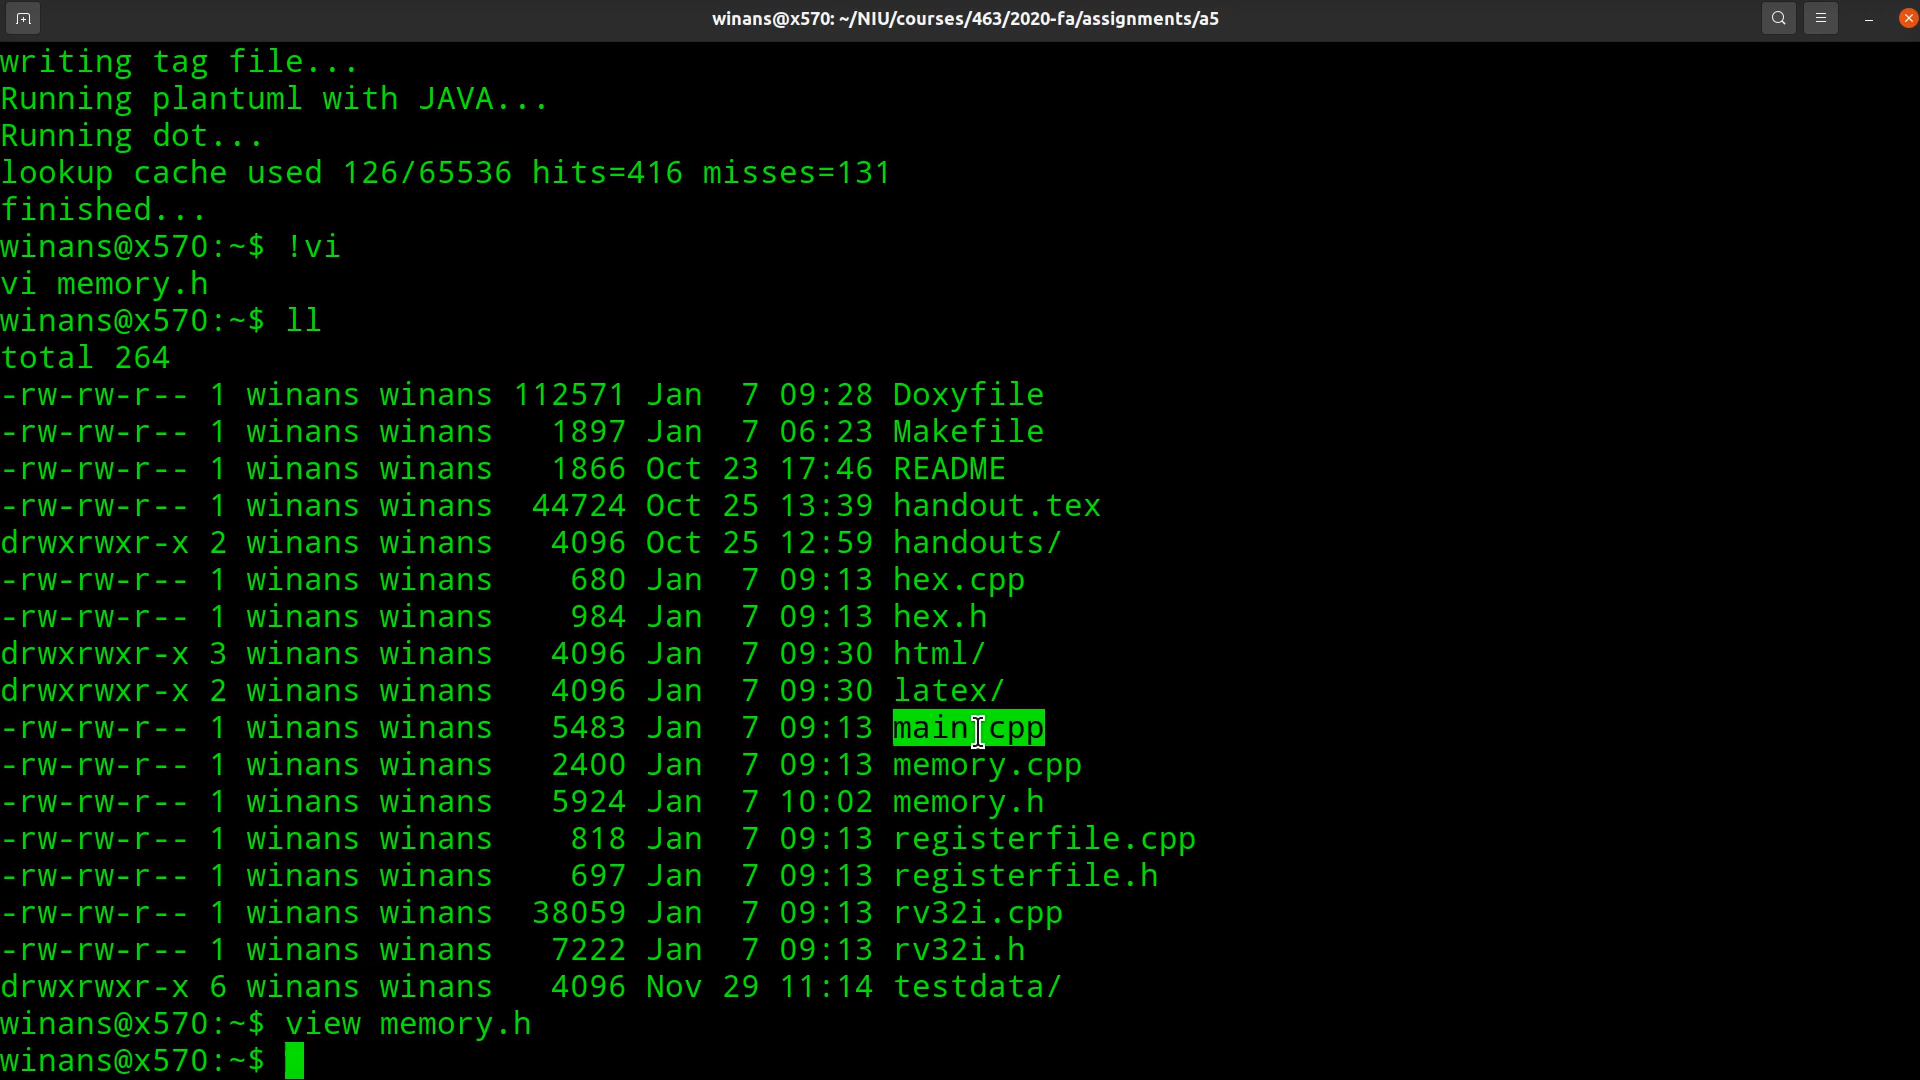 winans@x570: ~/NIU/courses/463/2020-fa/assignments/a5
writing tag file...
Running plantuml with JAVA...
Running dot...
lookup cache used 126/65536 hits=416 misses=131
finished...
winans@x570:~$ !vi
vi memory.h
winans@x570:~$ ll
total 264
-rw-rw-r-- 1 winans winans 112571 Jan  7 09:28 Doxyfile
-rw-rw-r-- 1 winans winans   1897 Jan  7 06:23 Makefile
-rw-rw-r-- 1 winans winans   1866 Oct 23 17:46 README
-rw-rw-r-- 1 winans winans  44724 Oct 25 13:39 handout.tex
drwxrwxr-x 2 winans winans   4096 Oct 25 12:59 handouts/
-rw-rw-r-- 1 winans winans    680 Jan  7 09:13 hex.cpp
-rw-rw-r-- 1 winans winans    984 Jan  7 09:13 hex.h
drwxrwxr-x 3 winans winans   4096 Jan  7 09:30 html/
drwxrwxr-x 2 winans winans   4096 Jan  7 09:30 latex/
-rw-rw-r-- 1 winans winans   5483 Jan  7 09:13 main.cpp
-rw-rw-r-- 1 winans winans   2400 Jan  7 09:13 memory.cpp
-rw-rw-r-- 1 winans winans   5924 Jan  7 10:02 memory.h
-rw-rw-r-- 1 winans winans    818 Jan  7 09:13 registerfile.cpp
-rw-rw-r-- 1 winans winans    697 Jan  7 09:13 registerfile.h
-rw-rw-r-- 1 winans winans  38059 Jan  7 09:13 rv32i.cpp
-rw-rw-r-- 1 winans winans   7222 Jan  7 09:13 rv32i.h
drwxrwxr-x 6 winans winans   4096 Nov 29 11:14 testdata/
winans@x570:~$ view memory.h
winans@x570:~$